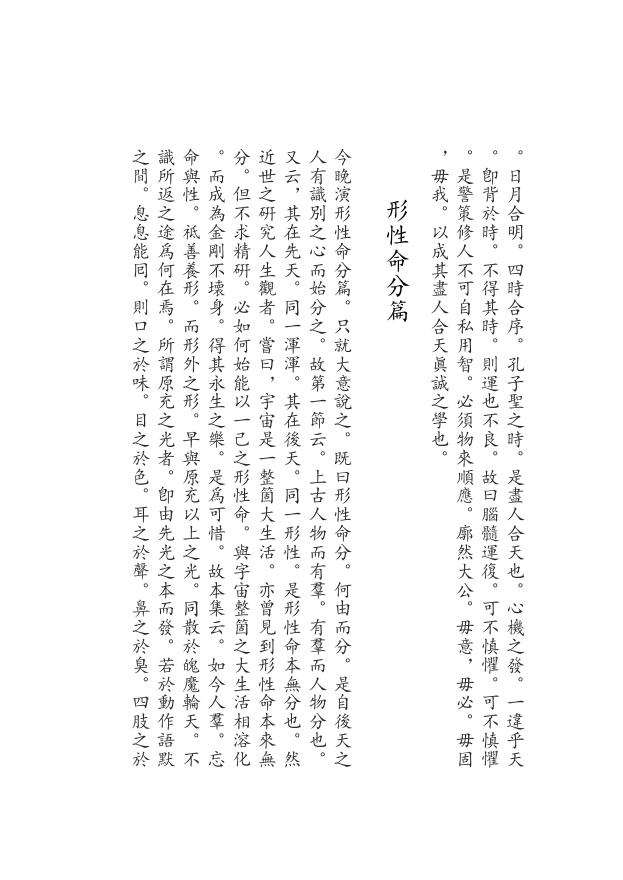 。日月合明。四時合序。孔子聖之時。是盡人合天也。心機之發。一違乎天
。卽背於時。不得其時。則運也不良。故曰腦髓運復。可不慎懼。可不慎懼
。是警策修人不可自私用智。必須物來順應。廓然大公。毋意，毋必。毋固
，毋我。以成其盡人合天眞誠之學也。
形性命分篇
今晚演形性命分篇。只就大意說之。既曰形性命分。何由而分。是自後天之
人有識別之心而始分之。故第一節云。上古人物而有羣。有羣而人物分也。
又云，其在先天。同一渾渾。其在後天。同一形性。是形性命本無分也。然
近世之研究人生觀者。嘗曰，宇宙是一整箇大生活。亦曾見到形性命本來無
分。但不求精研。必如何始能以一己之形性命。與宇宙整箇之大生活相溶化
。而成為金剛不壞身。得其永生之樂。是爲可惜。故本集云。如今人羣。忘
命與性。祇善養形。而形外之形。早與原充以上之光。同散於魄魔輪天。不
識所返之途爲何在焉。所謂原充之光者。卽由先光之本而發。若於動作語默
之間。息息能囘。則口之於味。目之於色。耳之於聲。鼻之於臭。四肢之於